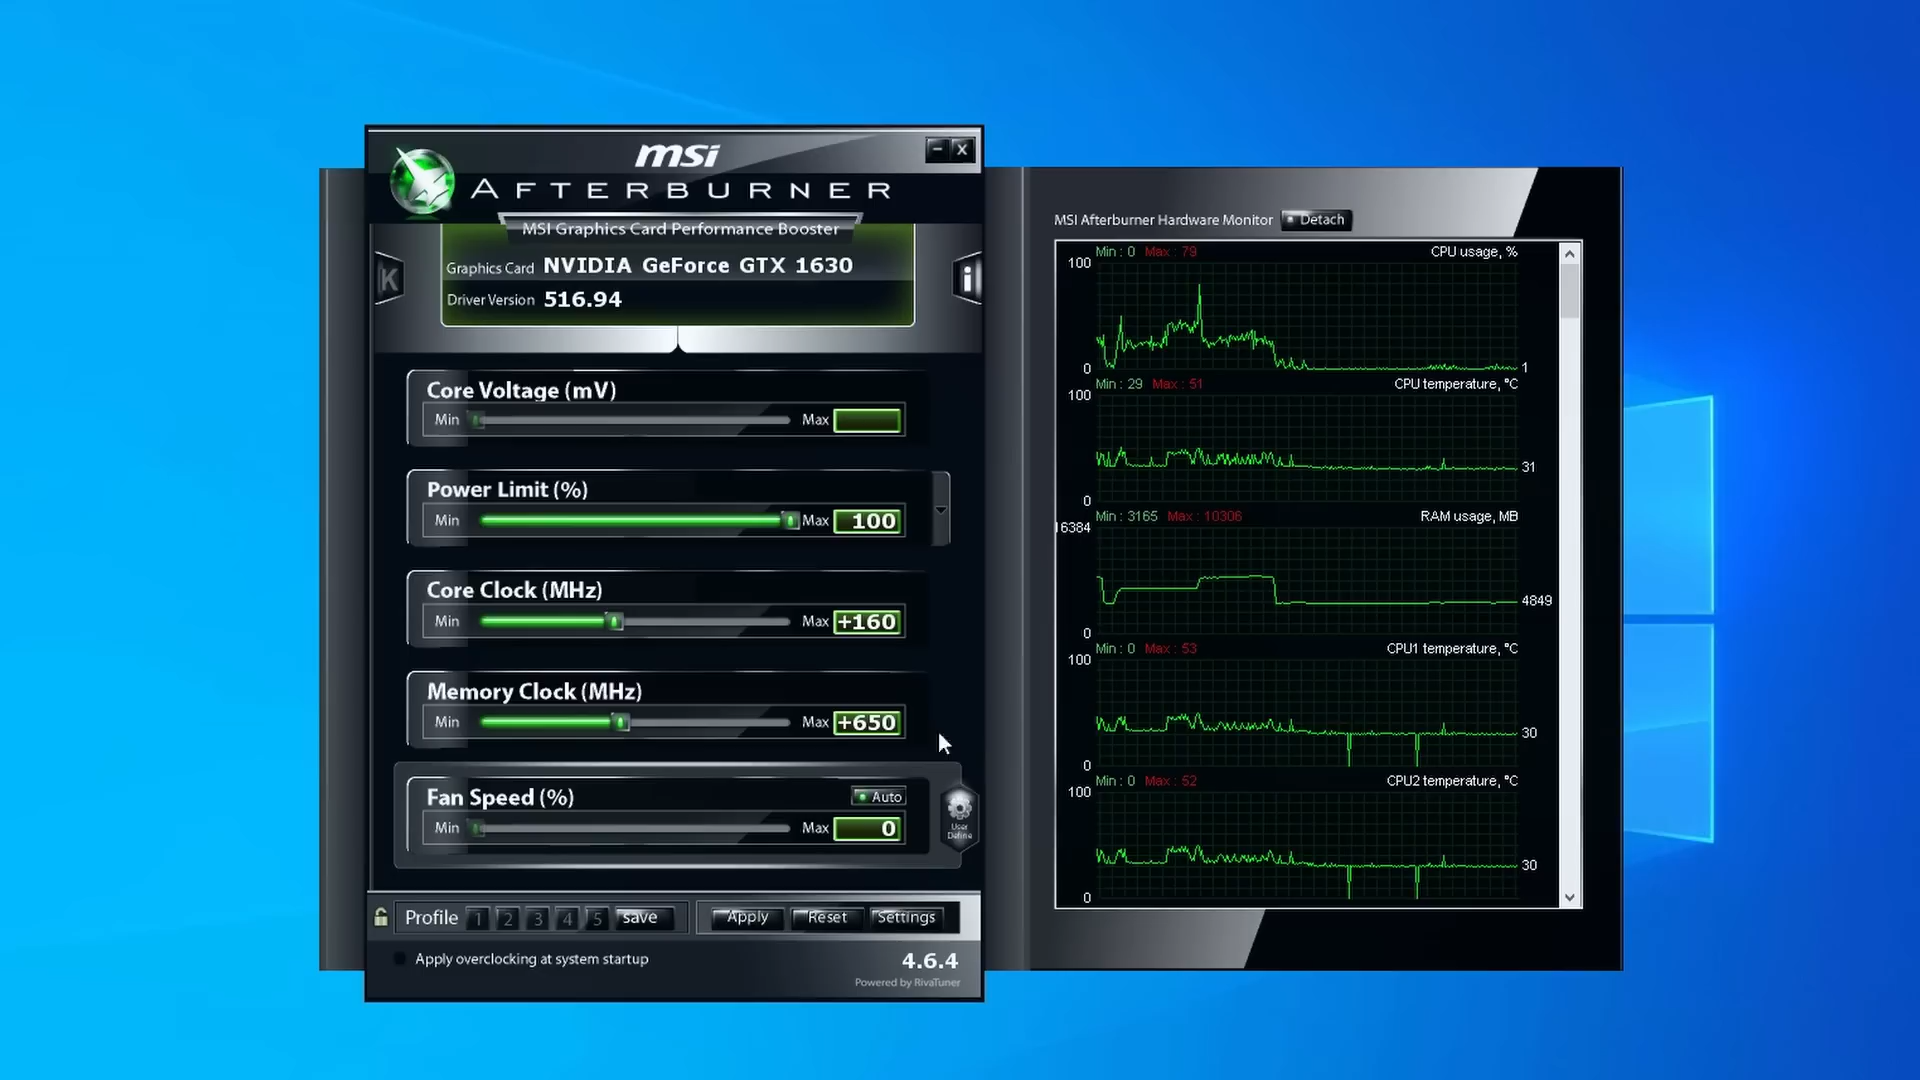 msi
AFTERBURNER
MSI Graphics Card Performance Booster
Graphics Card NVIDIA GeForce GTX 1630
Driver Version 516.94
K
i
Core Voltage (mV)
Min Max
Power Limit (%)
Min Max 100
Core Clock (MHz)
Min Max +160
Memory Clock (MHz)
Min Max +650
Fan Speed (%) Auto
Min Max 0
User Define
Profile 1 2 3 4 5 save Apply Reset Settings
Apply overclocking at system startup 4.6.4
Powered by RivaTuner
MSI Afterburner Hardware Monitor Detach
Min : 0 Max : 79 CPU usage, %
100
0 1
Min : 29 Max : 51 CPU temperature, °C
100
31
0
Min : 3165 Max : 10306 RAM usage, MB
16384
4849
0
Min : 0 Max : 53 CPU1 temperature, °C
100
30
0
Min : 0 Max : 52 CPU2 temperature, °C
100
30
0